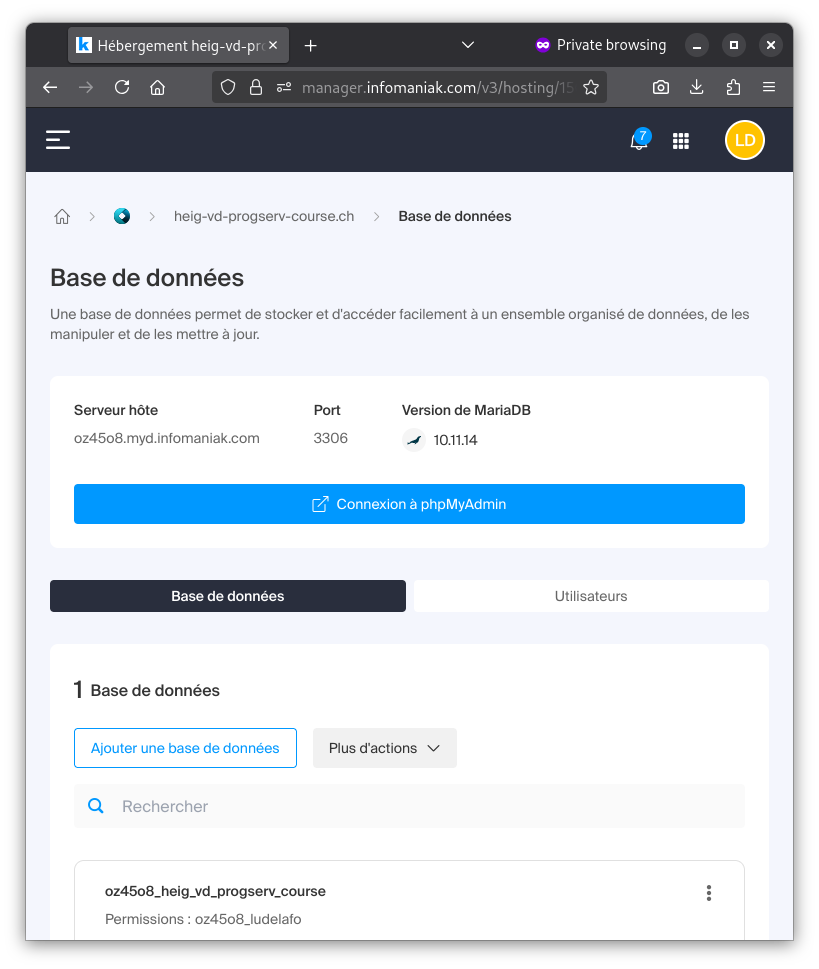 Hébergement heig-vd-pro
Private browsing
manager.infomaniak.com/v3/hosting/15
7
LD
heig-vd-progserv-course.ch
Base de données
Base de données
Une base de données permet de stocker et d'accéder facilement à un ensemble organisé de données, de les
manipuler et de les mettre à jour.
Serveur hôte Port Version de MariaDB
oz45o8.myd.infomaniak.com 3306 10.11.14
Connexion à phpMyAdmin
Base de données Utilisateurs
1 Base de données
Ajouter une base de données Plus d'actions
Rechercher
oz45o8_heig_vd_progserv_course
Permissions : oz45o8_ludelafo